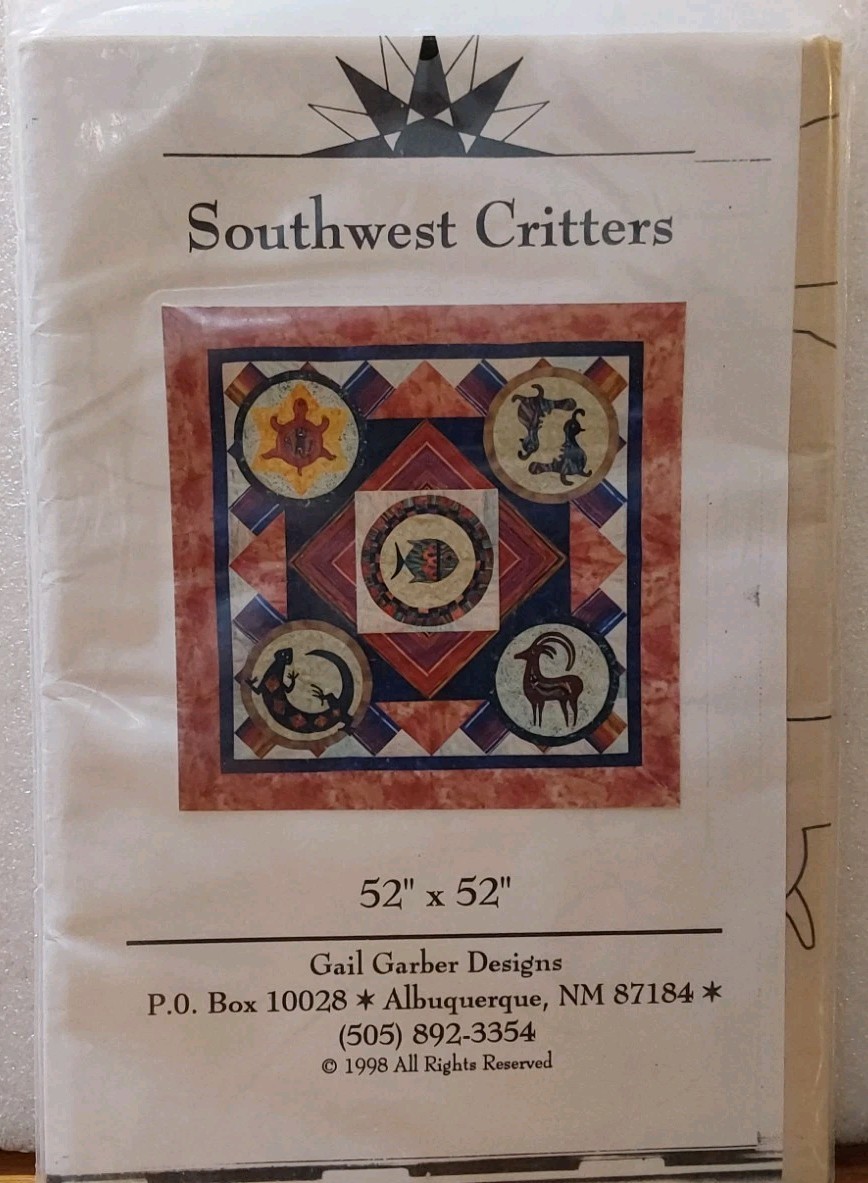 Southwest Critters
52" x 52"
Gail Garber Designs
P.O. Box 10028 ✶ Albuquerque, NM 87184 ✶
(505) 892-3354
© 1998 All Rights Reserved